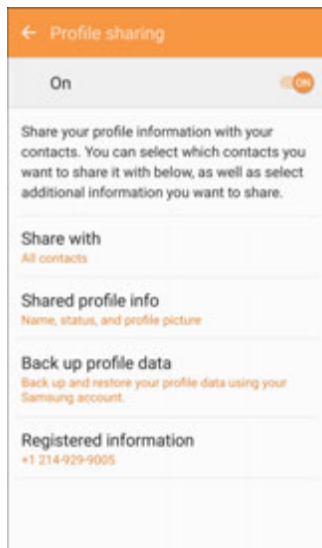 Profile sharing
On
ON
Share your profile information with your
contacts. You can select which contacts you
want to share it with below, as well as select
additional information you want to share.
Share with
All contacts
Shared profile info
Name, status, and profile picture
Back up profile data
Back up and restore your profile data using your
Samsung account.
Registered information
+1 214-929-9005